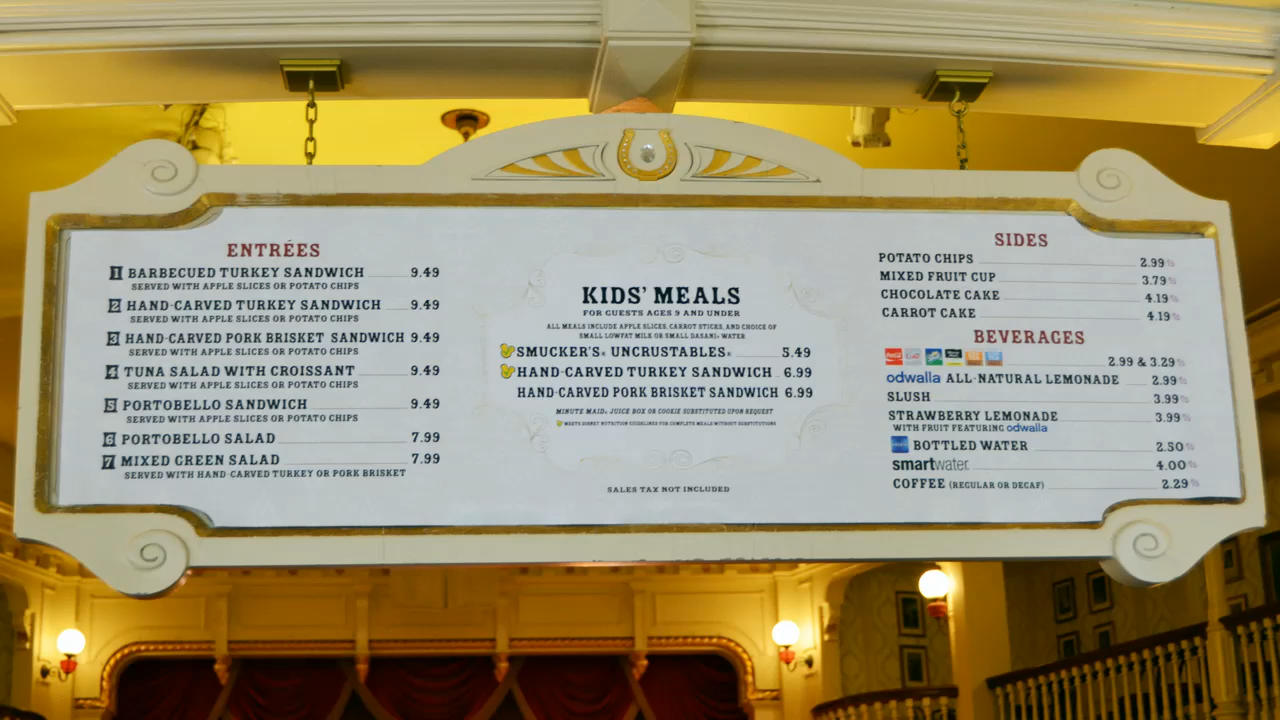 ENTRÉES
1 BARBECUED TURKEY SANDWICH 9.49
SERVED WITH APPLE SLICES OR POTATO CHIPS
2 HAND-CARVED TURKEY SANDWICH 9.49
SERVED WITH APPLE SLICES OR POTATO CHIPS
3 HAND-CARVED PORK BRISKET SANDWICH 9.49
SERVED WITH APPLE SLICES OR POTATO CHIPS
4 TUNA SALAD WITH CROISSANT 9.49
SERVED WITH APPLE SLICES OR POTATO CHIPS
5 PORTOBELLO SANDWICH 9.49
SERVED WITH APPLE SLICES OR POTATO CHIPS
6 PORTOBELLO SALAD 7.99
7 MIXED GREEN SALAD 7.99
SERVED WITH HAND-CARVED TURKEY OR PORK BRISKET
KIDS' MEALS
FOR GUESTS AGES 9 AND UNDER
ALL MEALS INCLUDE APPLE SLICES, CARROT STICKS, AND CHOICE OF
SMALL LOWFAT MILK OR SMALL DASANI® WATER
SMUCKER'S® UNCRUSTABLES® 5.49
HAND-CARVED TURKEY SANDWICH 6.99
HAND-CARVED PORK BRISKET SANDWICH 6.99
MINUTE MAID® JUICE BOX OR COOKIE SUBSTITUTED UPON REQUEST
MEETS DISNEY NUTRITION GUIDELINES FOR COMPLETE MEALS WITHOUT SUBSTITUTIONS
SALES TAX NOT INCLUDED
SIDES
POTATO CHIPS 2.99
MIXED FRUIT CUP 3.79
CHOCOLATE CAKE 4.19
CARROT CAKE 4.19
BEVERAGES
2.99 & 3.29
odwalla ALL-NATURAL LEMONADE 2.99
SLUSH 3.99
STRAWBERRY LEMONADE 3.99
WITH FRUIT FEATURING odwalla
BOTTLED WATER 2.50
smartwater 4.00
COFFEE (REGULAR OR DECAF) 2.29